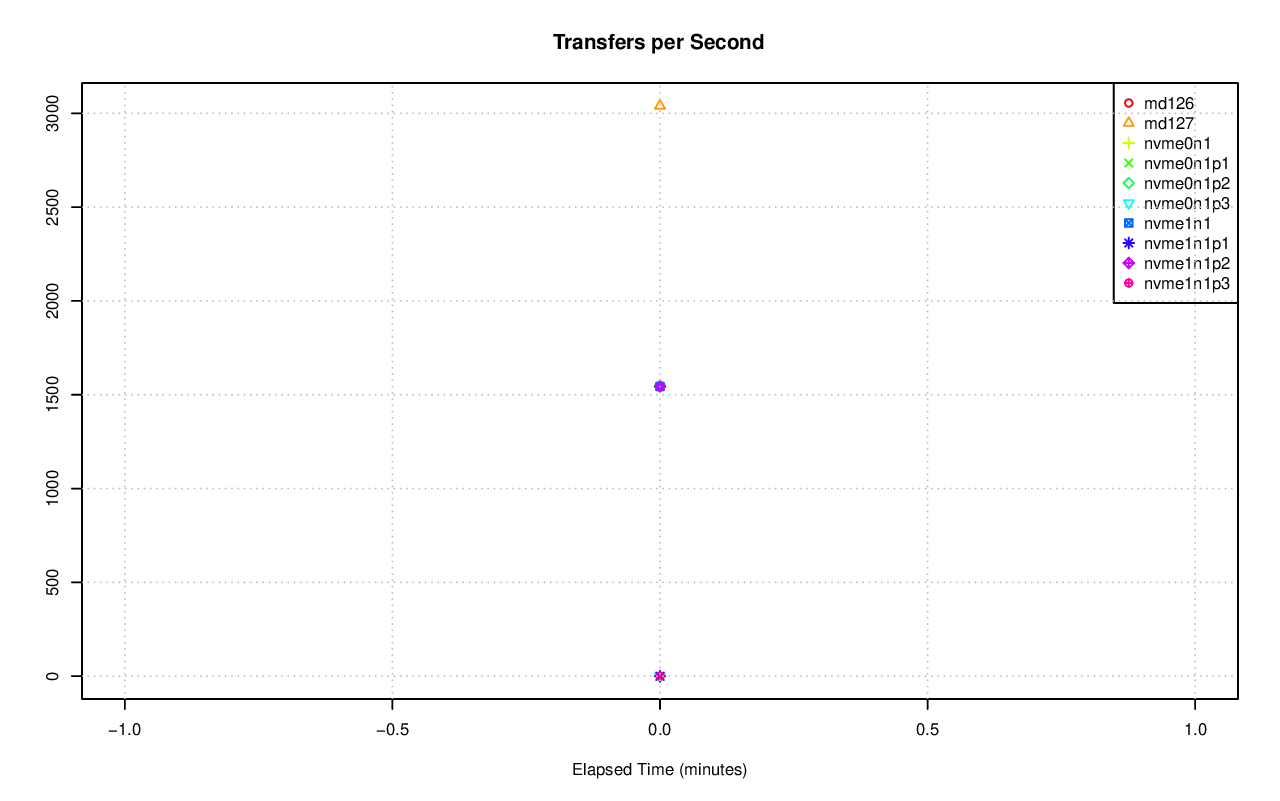 Transfers per Second
3000
2500
2000
1500
1000
500
0
md126
md127
nvme0n1
nvme0n1p1
nvme0n1p2
nvme0n1p3
nvme1n1
nvme1n1p1
nvme1n1p2
nvme1n1p3
−1.0 −0.5 0.0 0.5 1.0
Elapsed Time (minutes)